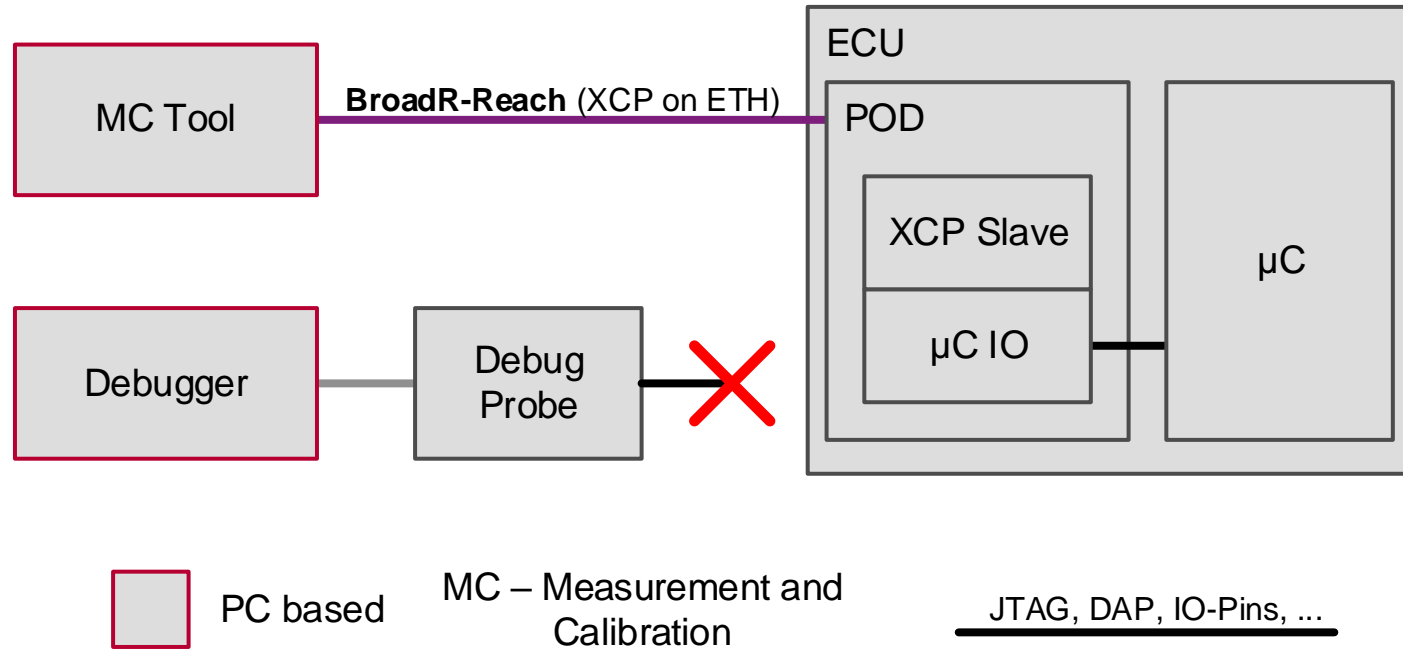 ECU
MC Tool
BroadR-Reach (XCP on ETH)
POD
XCP Slave
µC
µC IO
Debugger
Debug
Probe
PC based
MC – Measurement and
Calibration
JTAG, DAP, IO-Pins, ...